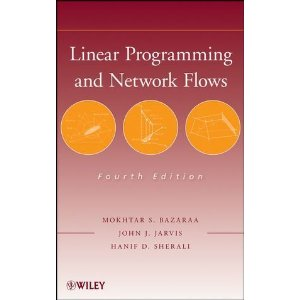 Linear Programming
and Network Flows
Fourth Edition
MOKHTAR S. BAZARAA
JOHN J. JARVIS
HANIF D. SHERALI
WILEY